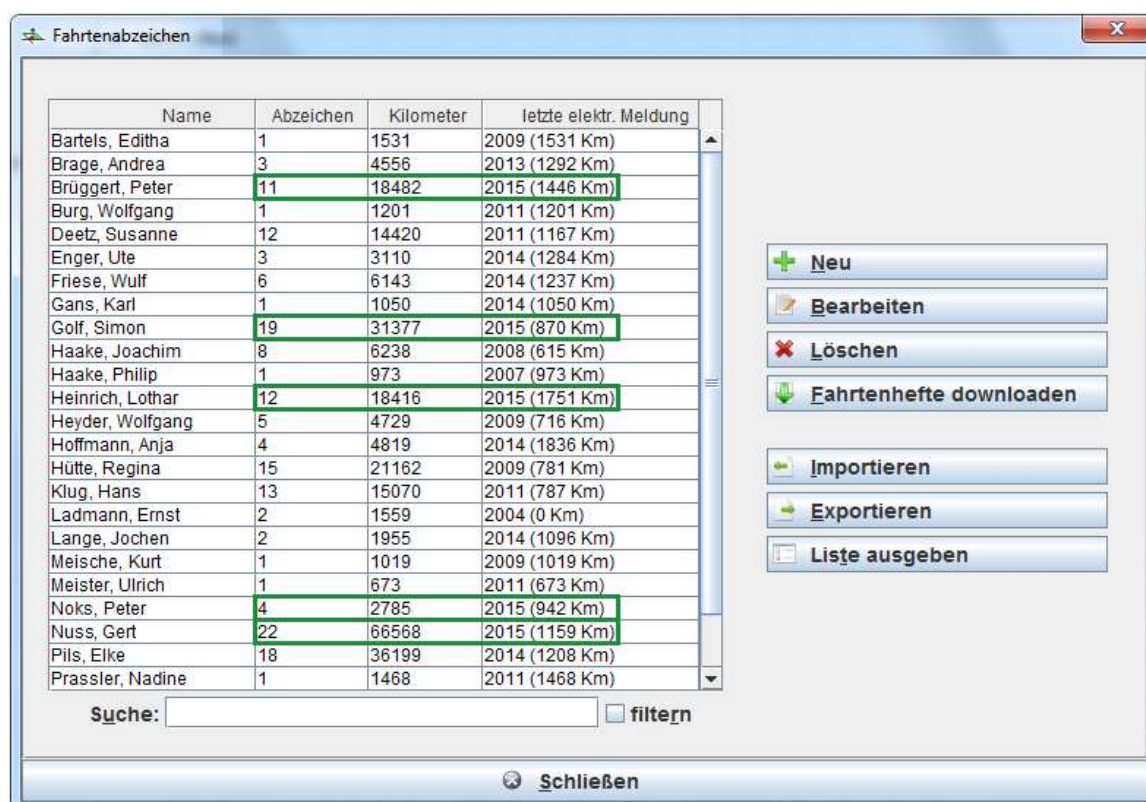 Fahrtenabzeichen
Name Abzeichen Kilometer letzte elektr. Meldung
Bartels, Editha 1 1531 2009 (1531 Km)
Brage, Andrea 3 4556 2013 (1292 Km)
Brüggert, Peter 11 18482 2015 (1446 Km)
Burg, Wolfgang 1 1201 2011 (1201 Km)
Deetz, Susanne 12 14420 2011 (1167 Km)
Enger, Ute 3 3110 2014 (1284 Km)
Friese, Wulf 6 6143 2014 (1237 Km)
Gans, Karl 1 1050 2014 (1050 Km)
Golf, Simon 19 31377 2015 (870 Km)
Haake, Joachim 8 6238 2008 (615 Km)
Haake, Philip 1 973 2007 (973 Km)
Heinrich, Lothar 12 18416 2015 (1751 Km)
Heyder, Wolfgang 5 4729 2009 (716 Km)
Hoffmann, Anja 4 4819 2014 (1836 Km)
Hütte, Regina 15 21162 2009 (781 Km)
Klug, Hans 13 15070 2011 (787 Km)
Ladmann, Ernst 2 1559 2004 (0 Km)
Lange, Jochen 2 1955 2014 (1096 Km)
Meische, Kurt 1 1019 2009 (1019 Km)
Meister, Ulrich 1 673 2011 (673 Km)
Noks, Peter 4 2785 2015 (942 Km)
Nuss, Gert 22 66568 2015 (1159 Km)
Pils, Elke 18 36199 2014 (1208 Km)
Prassler, Nadine 1 1468 2011 (1468 Km)
Suche: filtern
Neu
Bearbeiten
Löschen
Fahrtenhefte downloaden
Importieren
Exportieren
Liste ausgeben
Schließen